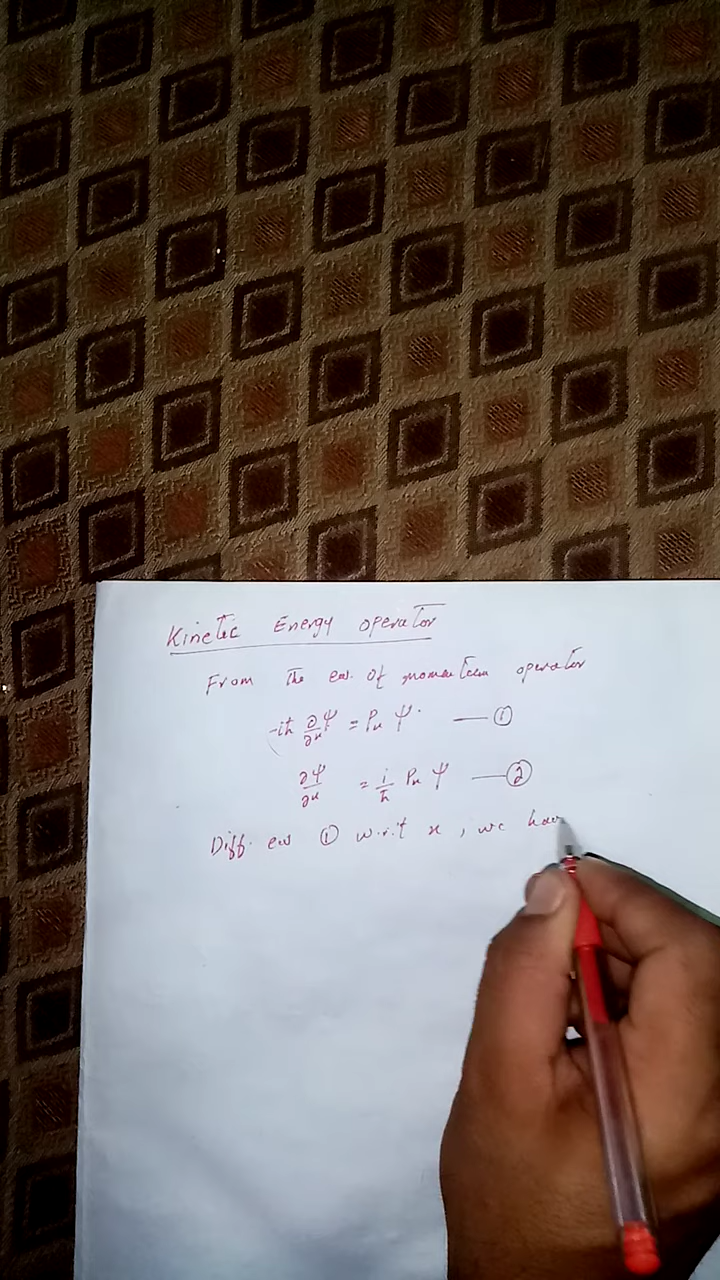 Kinetic Energy operator
From The eq. of momentum operator
-iħ ∂ψ/∂x = Px ψ —①
∂ψ/∂x = i/ħ Px ψ —②
Diff. eq ① w.r.t x, we have